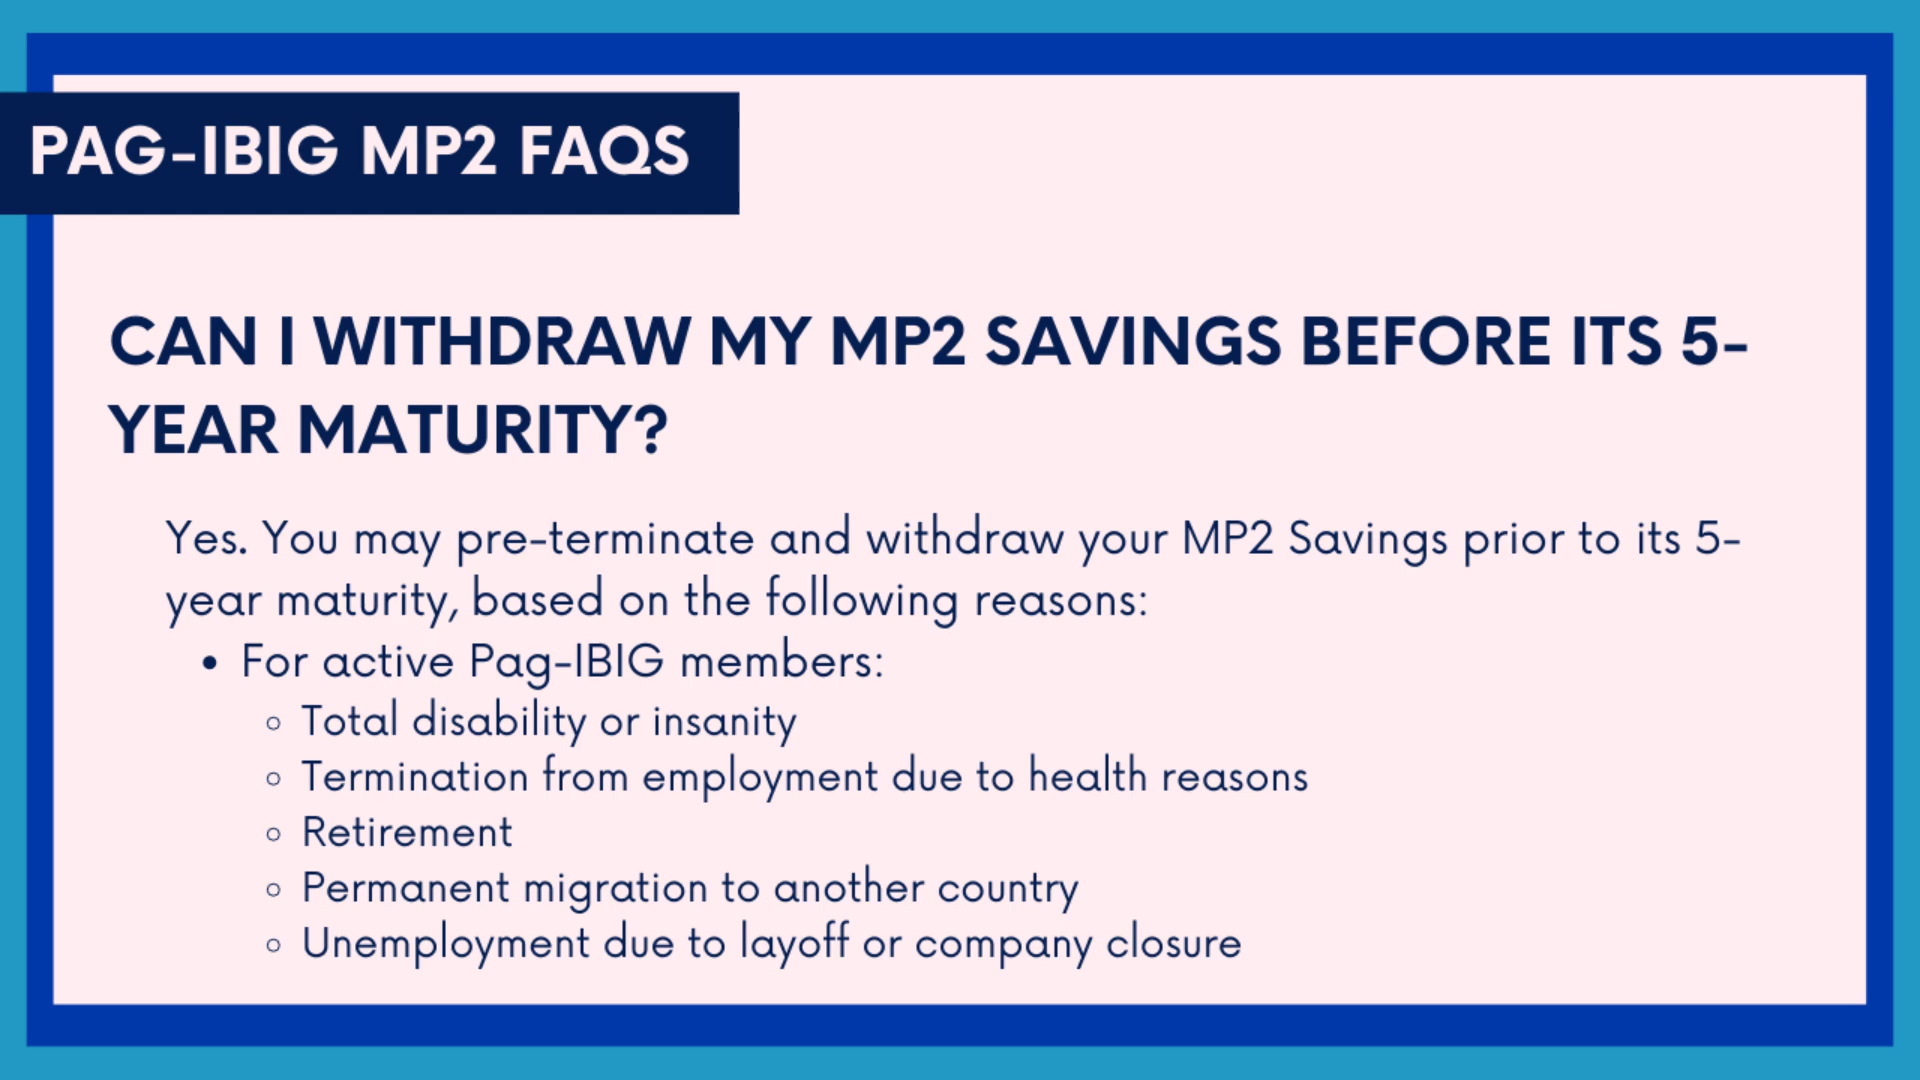 PAG-IBIG MP2 FAQS
CAN I WITHDRAW MY MP2 SAVINGS BEFORE ITS 5-
YEAR MATURITY?
Yes. You may pre-terminate and withdraw your MP2 Savings prior to its 5-
year maturity, based on the following reasons:
• For active Pag-IBIG members:
◦ Total disability or insanity
◦ Termination from employment due to health reasons
◦ Retirement
◦ Permanent migration to another country
◦ Unemployment due to layoff or company closure